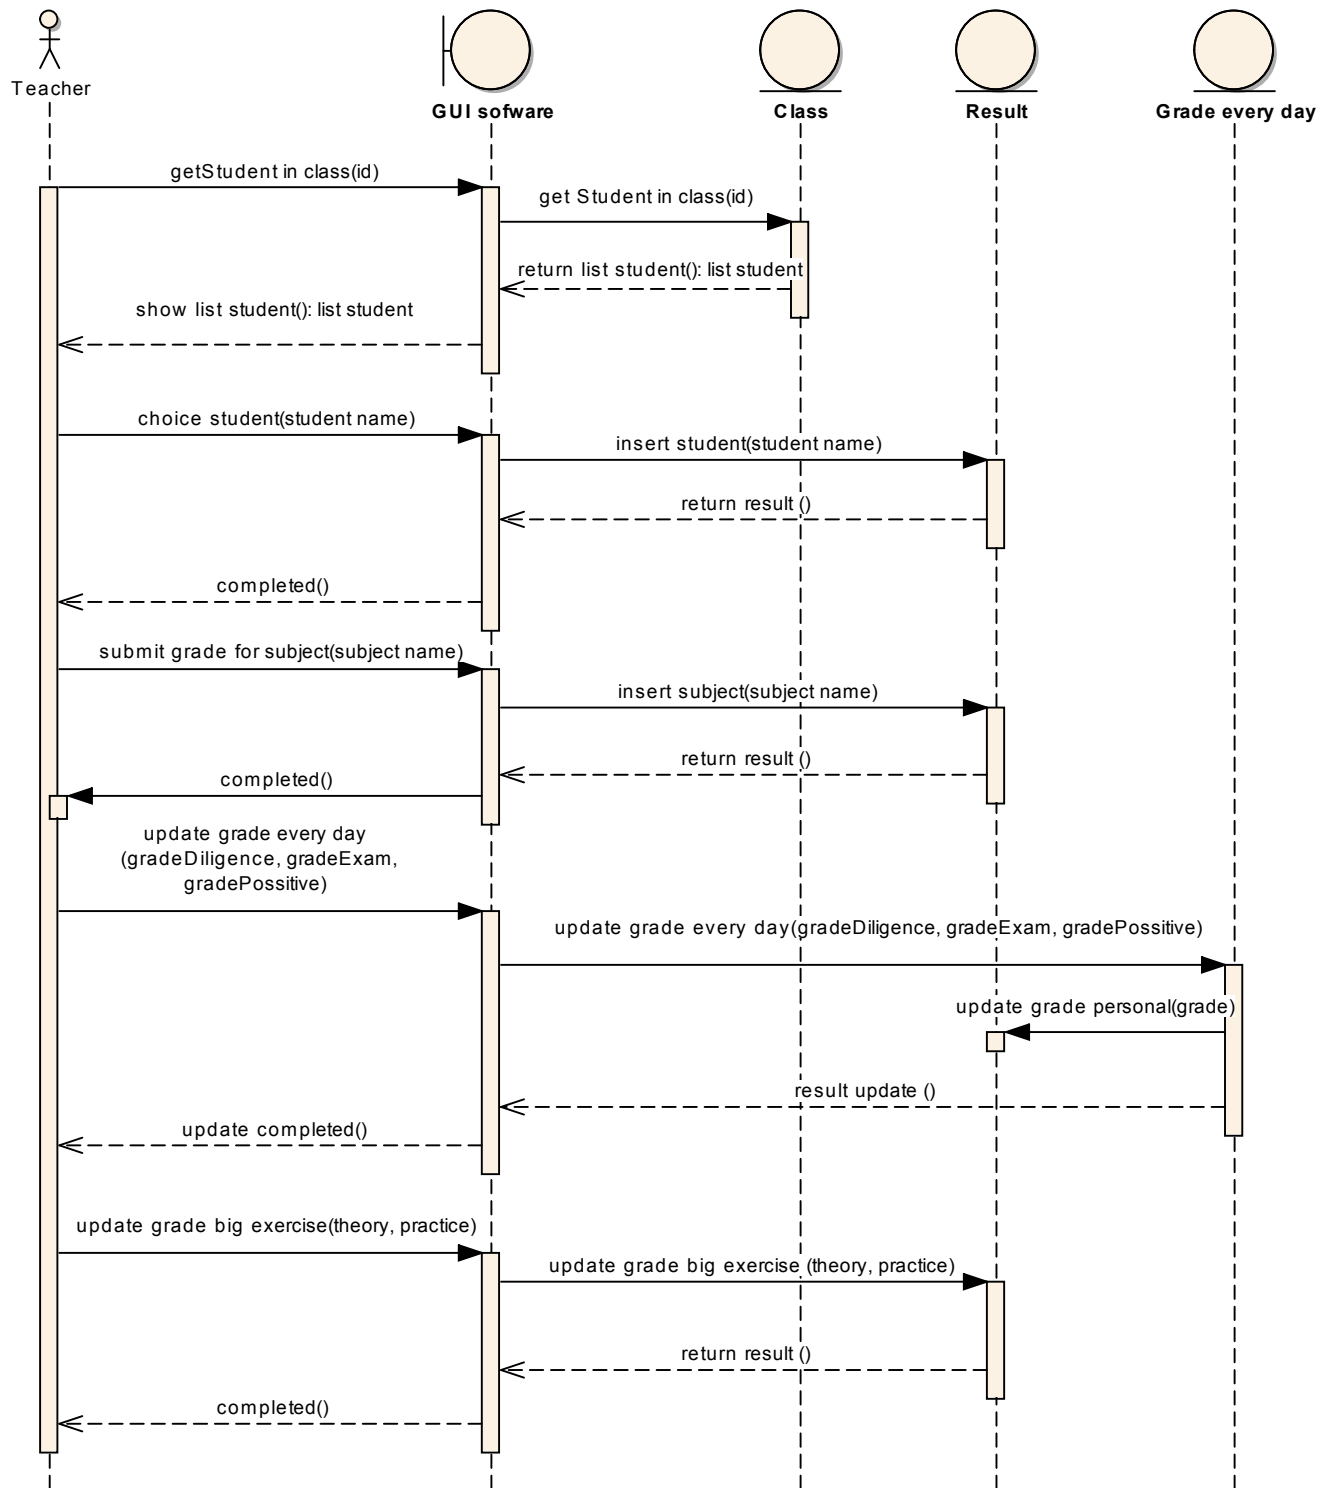 Teacher
GUI sofware
Class
Result
Grade every day
getStudent in class(id)
get Student in class(id)
return list student(): list student
show list student(): list student
choice student(student name)
insert student(student name)
return result ()
completed()
submit grade for subject(subject name)
insert subject(subject name)
return result ()
completed()
update grade every day
(gradeDiligence, gradeExam,
gradePossitive)
update grade every day(gradeDiligence, gradeExam, gradePossitive)
update grade personal(grade)
result update ()
update completed()
update grade big exercise(theory, practice)
update grade big exercise (theory, practice)
return result ()
completed()